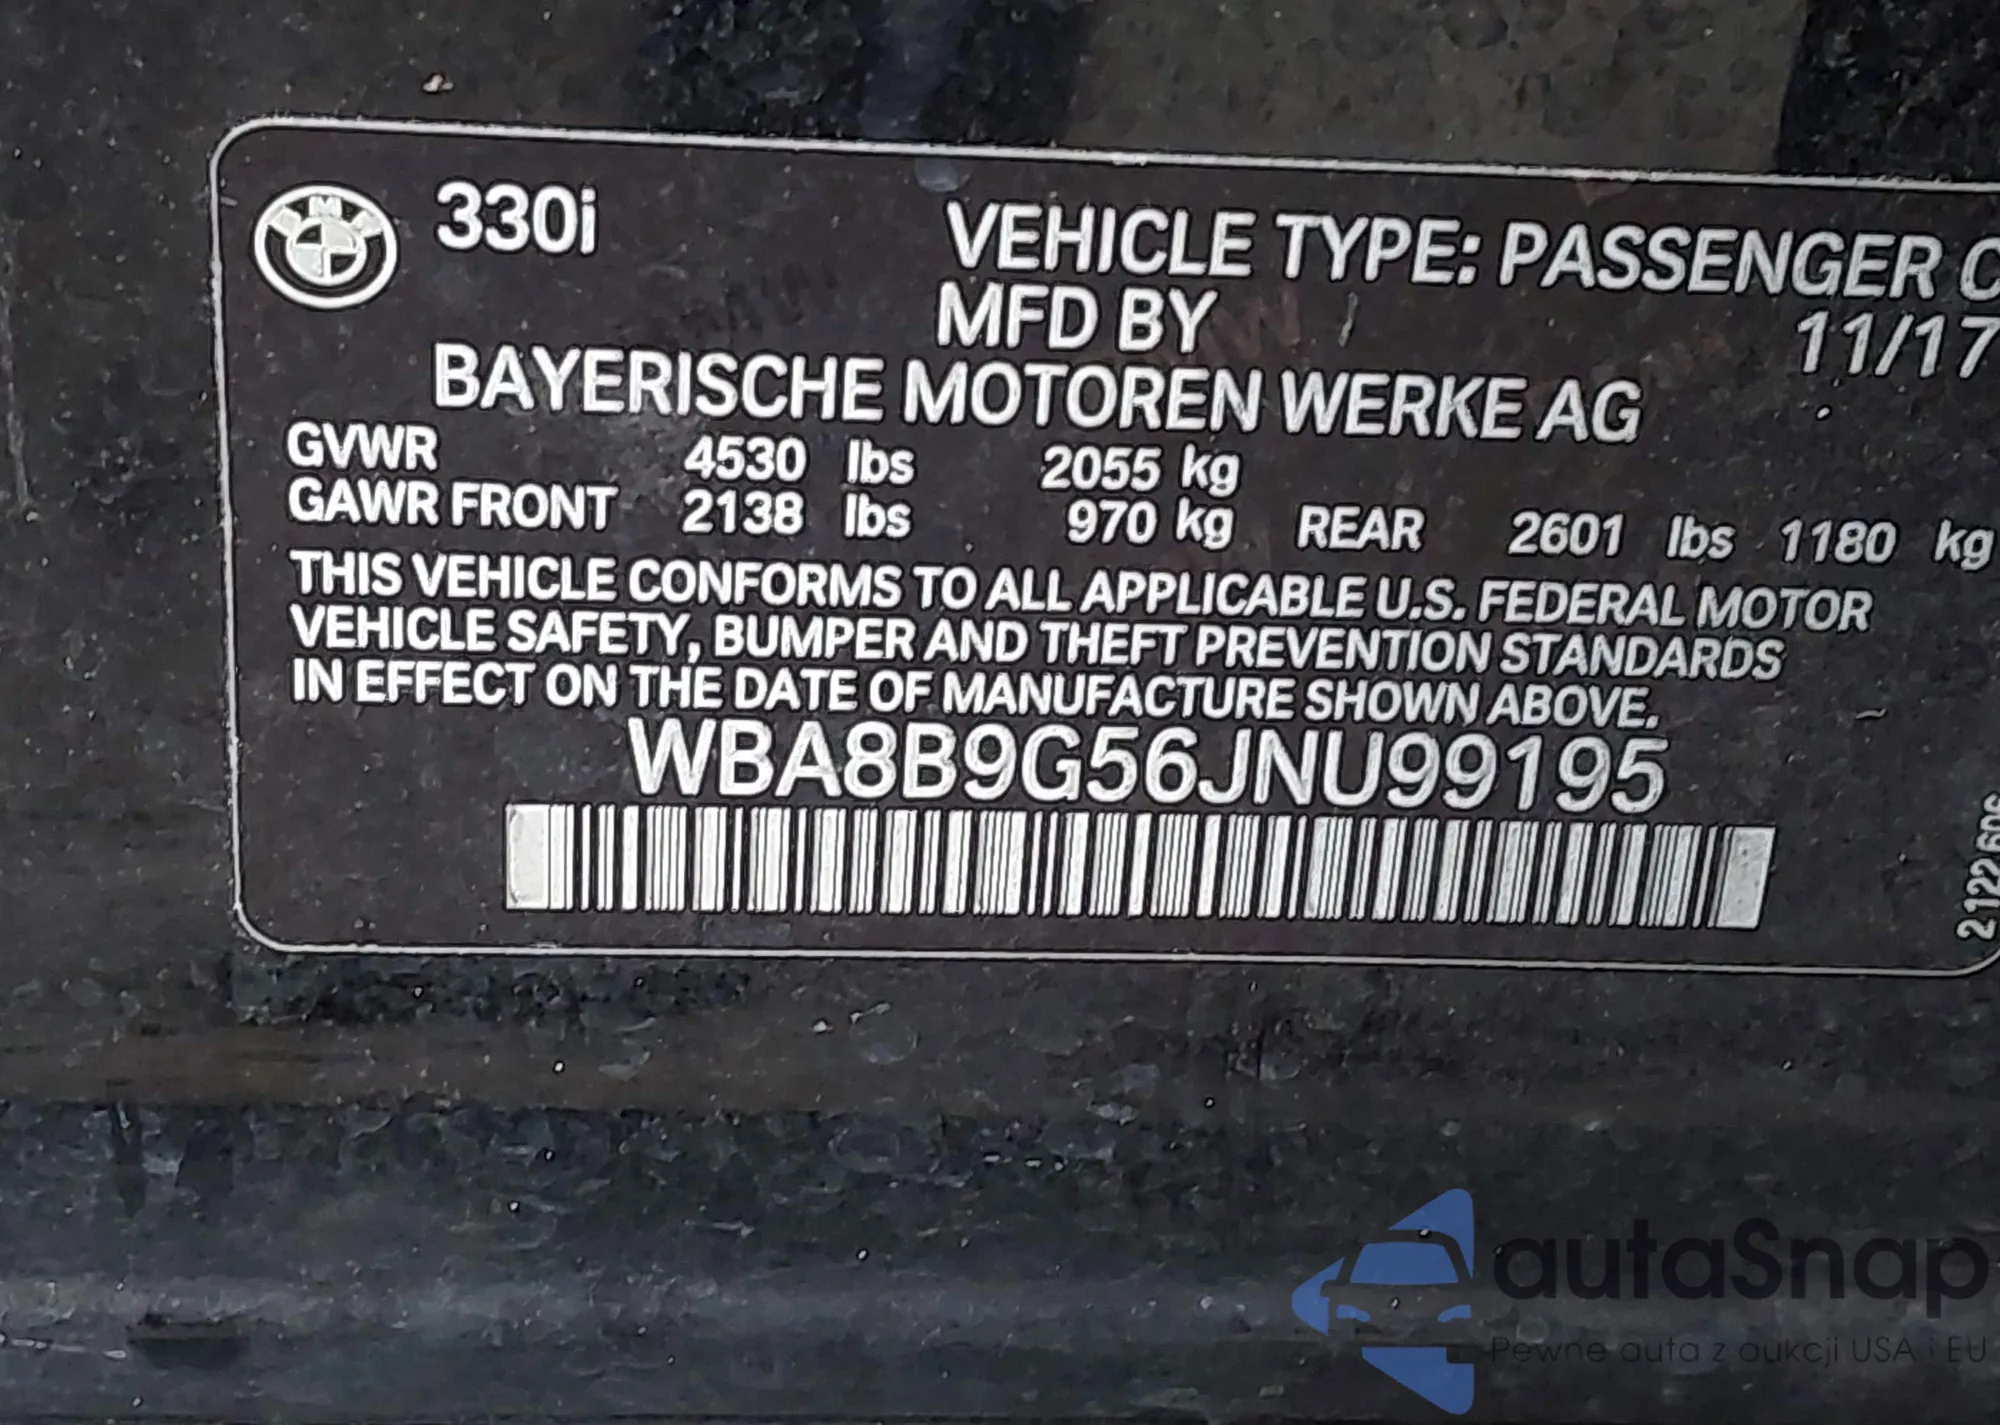 BMW
330i
VEHICLE TYPE: PASSENGER C
MFD BY
11/17
BAYERISCHE MOTOREN WERKE AG
GVWR 4530 lbs 2055 kg
GAWR FRONT 2138 lbs 970 kg REAR 2601 lbs 1180 kg
THIS VEHICLE CONFORMS TO ALL APPLICABLE U.S. FEDERAL MOTOR
VEHICLE SAFETY, BUMPER AND THEFT PREVENTION STANDARDS
IN EFFECT ON THE DATE OF MANUFACTURE SHOWN ABOVE.
WBA8B9G56JNU99195
autaSnap
Pewne auta z aukcji USA i EU